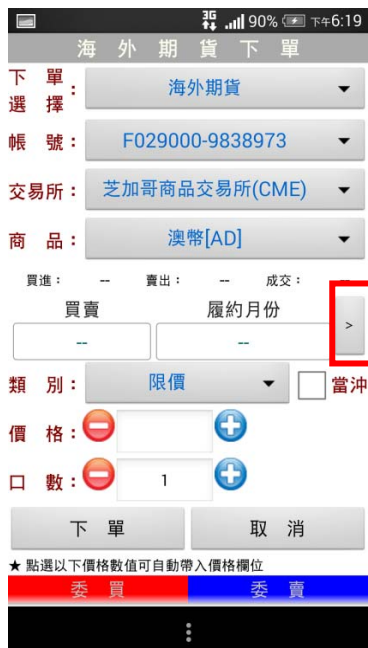 3G 90% 下午6:19
海外期貨下單
下單選擇： 海外期貨
帳號： F029000-9838973
交易所： 芝加哥商品交易所(CME)
商品： 澳幣[AD]
買進： -- 賣出： -- 成交： --
買賣 履約月份 >
-- --
類別： 限價 當沖
價格：
口數： 1
下單 取消
★ 點選以下價格數值可自動帶入價格欄位
委買 委賣